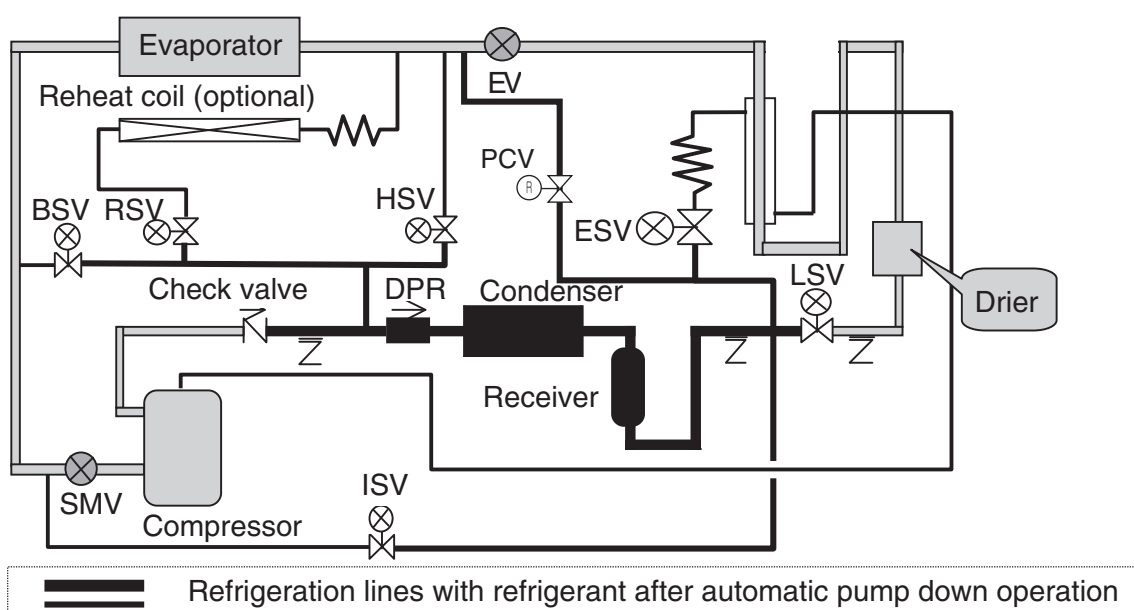 Evaporator
EV
Reheat coil (optional)
PCV
R
BSV
RSV
HSV
ESV
LSV
Check valve
DPR
Condenser
Drier
Z
Z
Z
Receiver
SMV
Compressor
ISV
Refrigeration lines with refrigerant after automatic pump down operation